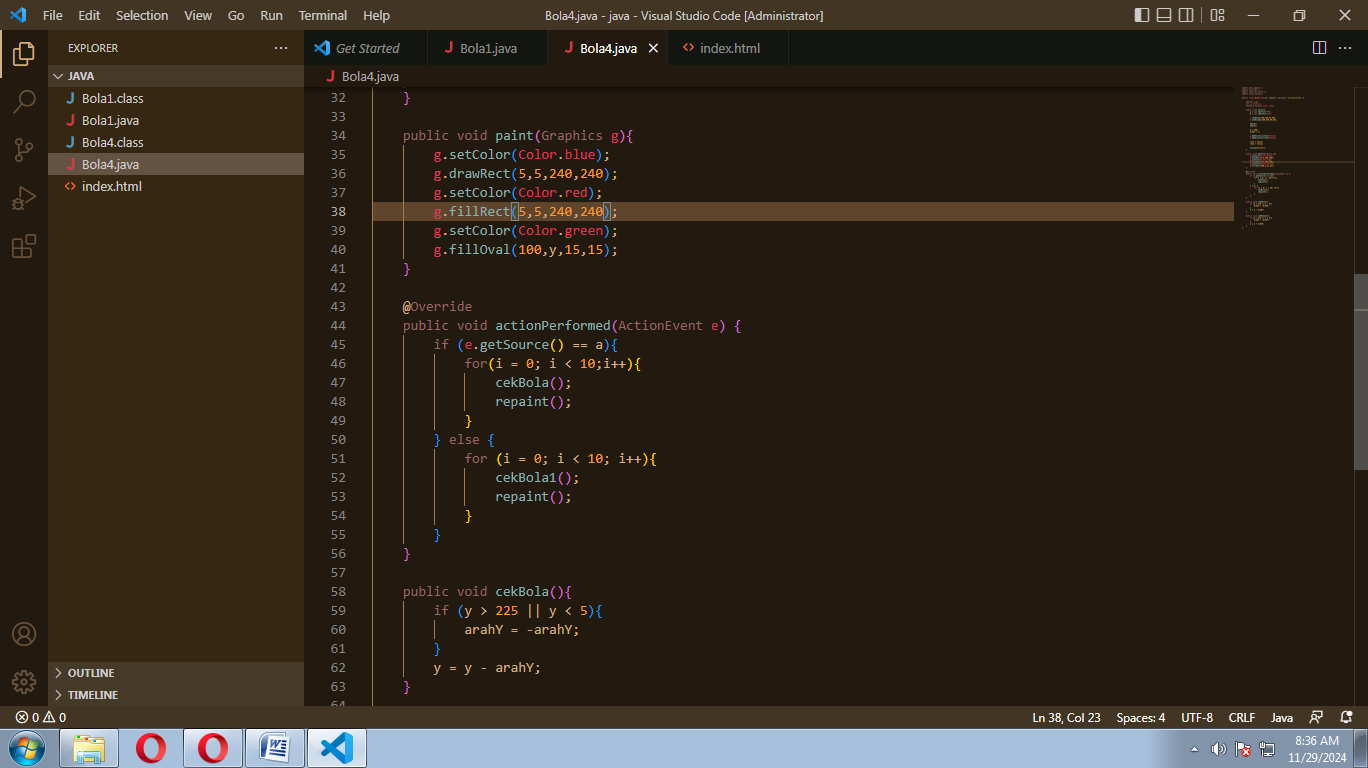 File Edit Selection View Go Run Terminal Help Bola4.java - java - Visual Studio Code [Administrator]
EXPLORER ···
Get Started Bola1.java Bola4.java index.html
JAVA
Bola1.class
Bola1.java
Bola4.class
Bola4.java
index.html
OUTLINE
TIMELINE
Bola4.java
32 }
33
34 public void paint(Graphics g){
35 g.setColor(Color.blue);
36 g.drawRect(5,5,240,240);
37 g.setColor(Color.red);
38 g.fillRect(5,5,240,240);
39 g.setColor(Color.green);
40 g.fillOval(100,y,15,15);
41 }
42
43 @Override
44 public void actionPerformed(ActionEvent e) {
45 if (e.getSource() == a){
46 for(i = 0; i < 10;i++){
47 cekBola();
48 repaint();
49 }
50 } else {
51 for (i = 0; i < 10; i++){
52 cekBola1();
53 repaint();
54 }
55 }
56 }
57
58 public void cekBola(){
59 if (y > 225 || y < 5){
60 arahY = -arahY;
61 }
62 y = y - arahY;
63 }
64
0 0 Ln 38, Col 23 Spaces: 4 UTF-8 CRLF Java
8:36 AM
11/29/2024